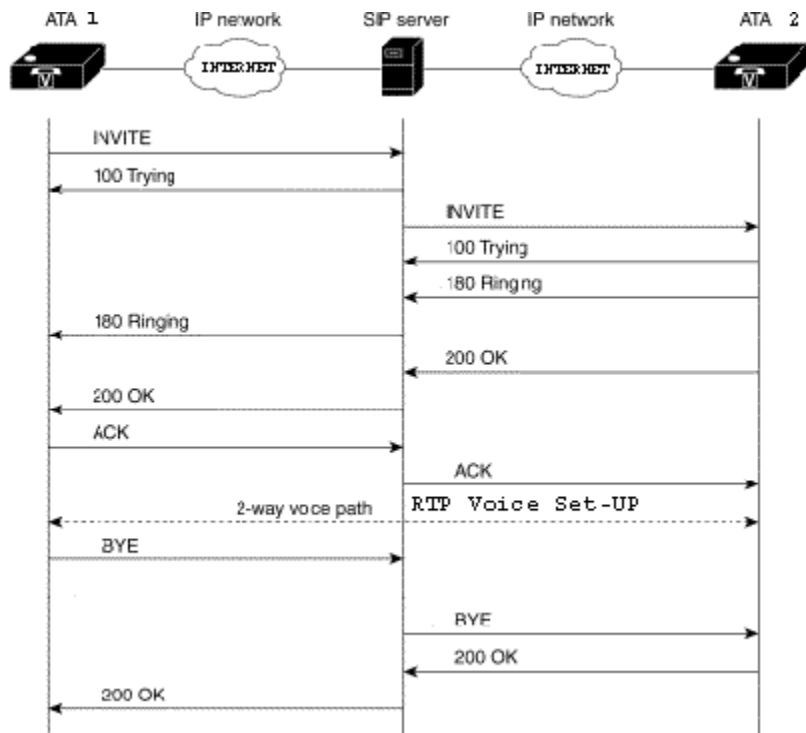 ATA 1 IP network SIP server IP network ATA 2
INTERNET INTERNET
V V
INVITE
100 Trying
INVITE
100 Trying
180 Ringng
180 Ringing
200 OK
200 OK
ACK
ACK
2-way voce path RTP Voice Set-UP
BYE
BYE
200 OK
200 OK